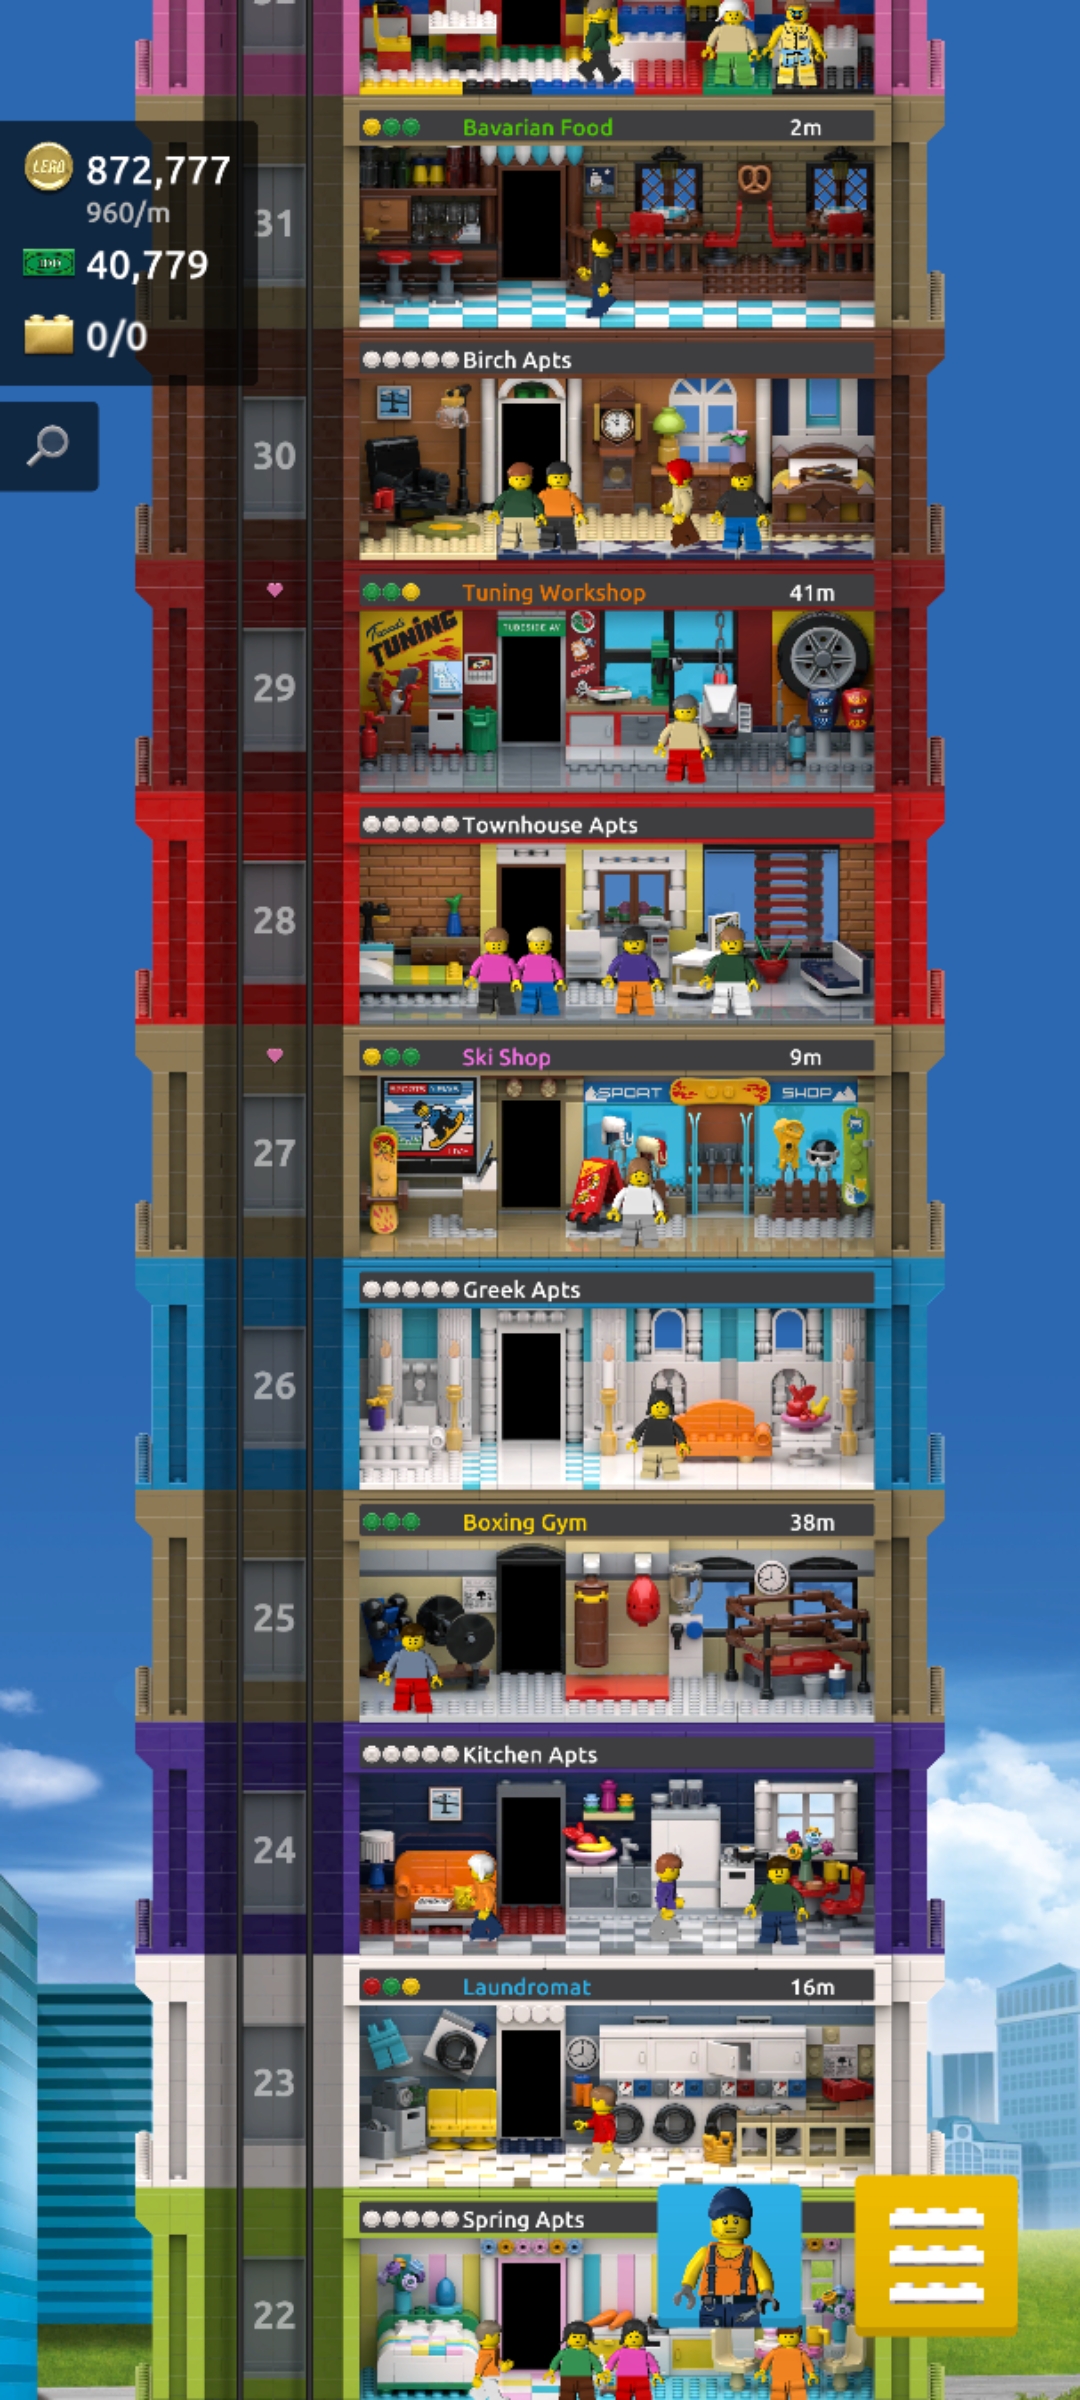 Bavarian Food 2m
LEGO 872,777
960/m
31
40,779
0/0
Birch Apts
30
Tuning Workshop 41m
TUNING
TUBESIDE AV
29
Townhouse Apts
28
Ski Shop 9m
SPORT SHOP
27
Greek Apts
26
Boxing Gym 38m
25
Kitchen Apts
24
Laundromat 16m
23
Spring Apts
22